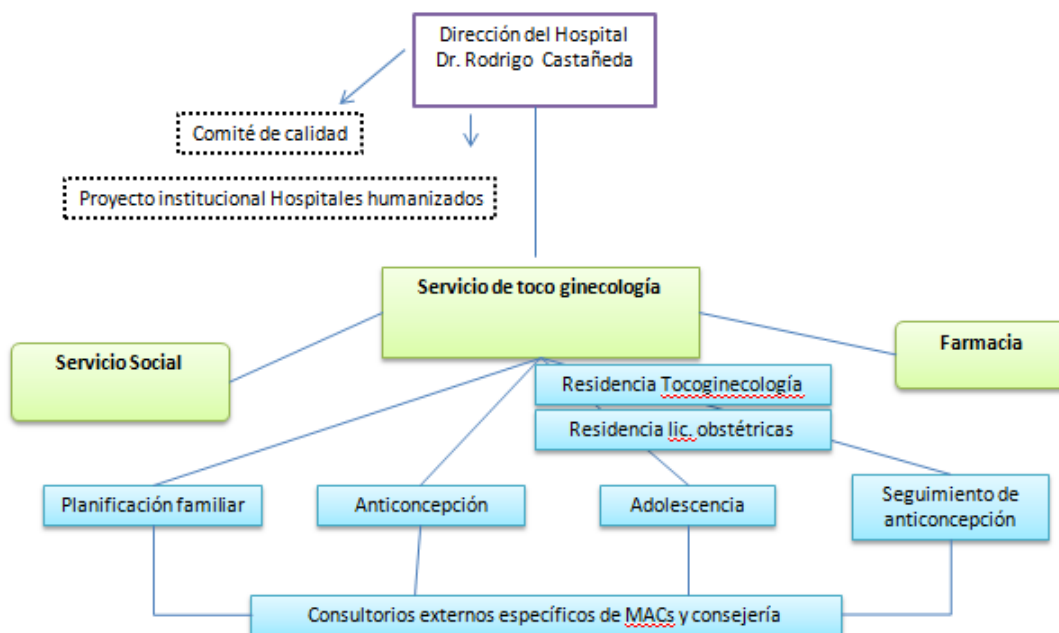 Dirección del Hospital
Dr. Rodrigo Castañeda
Comité de calidad
Proyecto institucional Hospitales humanizados
Servicio de toco ginecología
Servicio Social
Farmacia
Residencia Tocoginecología
Residencia lic. obstétricas
Planificación familiar
Anticoncepción
Adolescencia
Seguimiento de
anticoncepción
Consultorios externos específicos de MACs y consejería